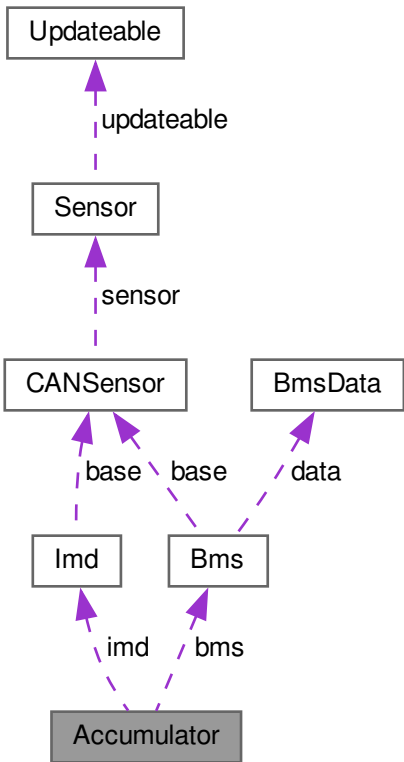 Updateable
updateable
Sensor
sensor
CANSensor
BmsData
base
base
data
Imd
Bms
imd
bms
Accumulator